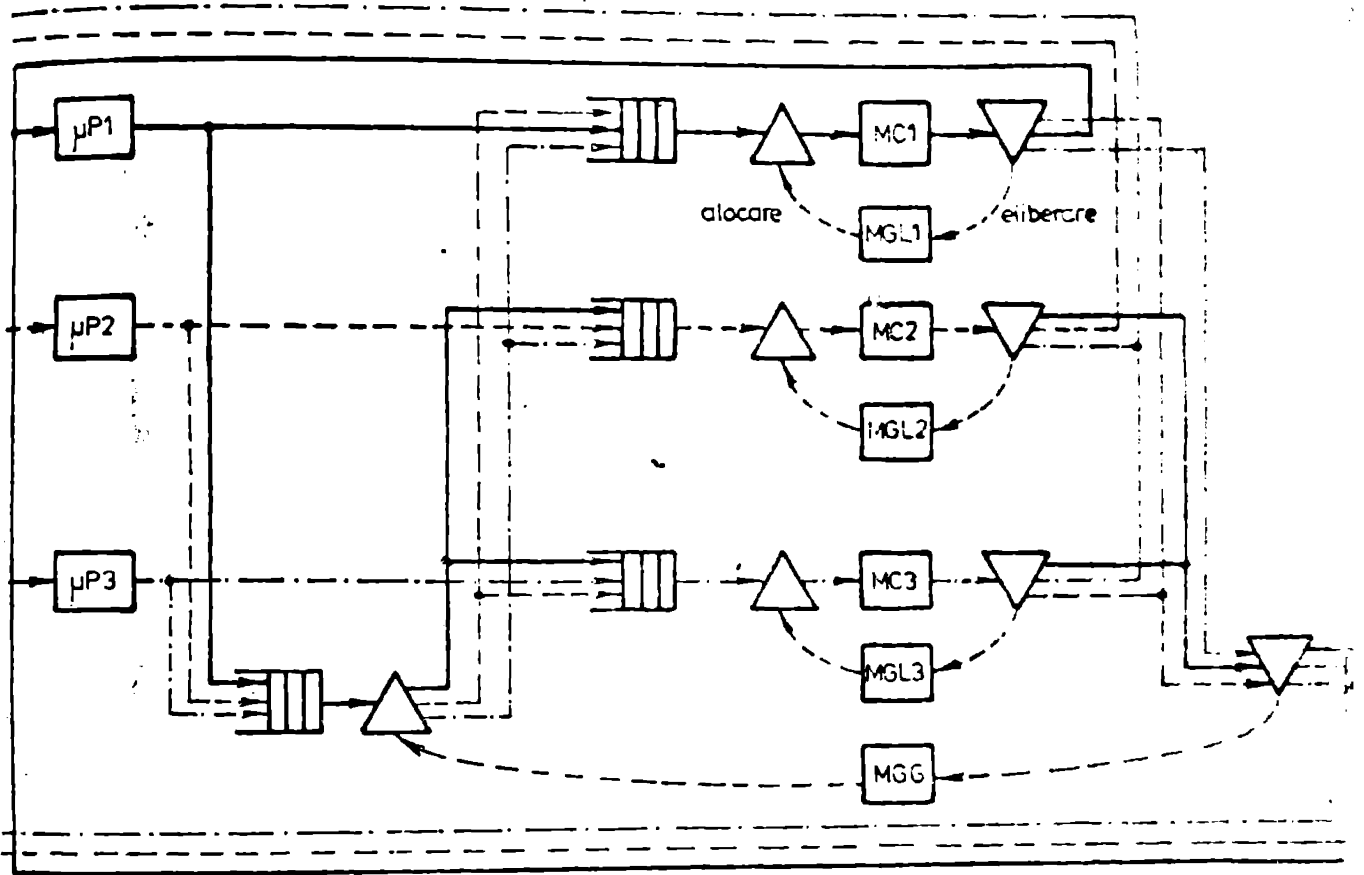 μP1
MC1
alocare
MGL1
eliberare
μP2
MC2
MGL2
μP3
MC3
MGL3
MGG